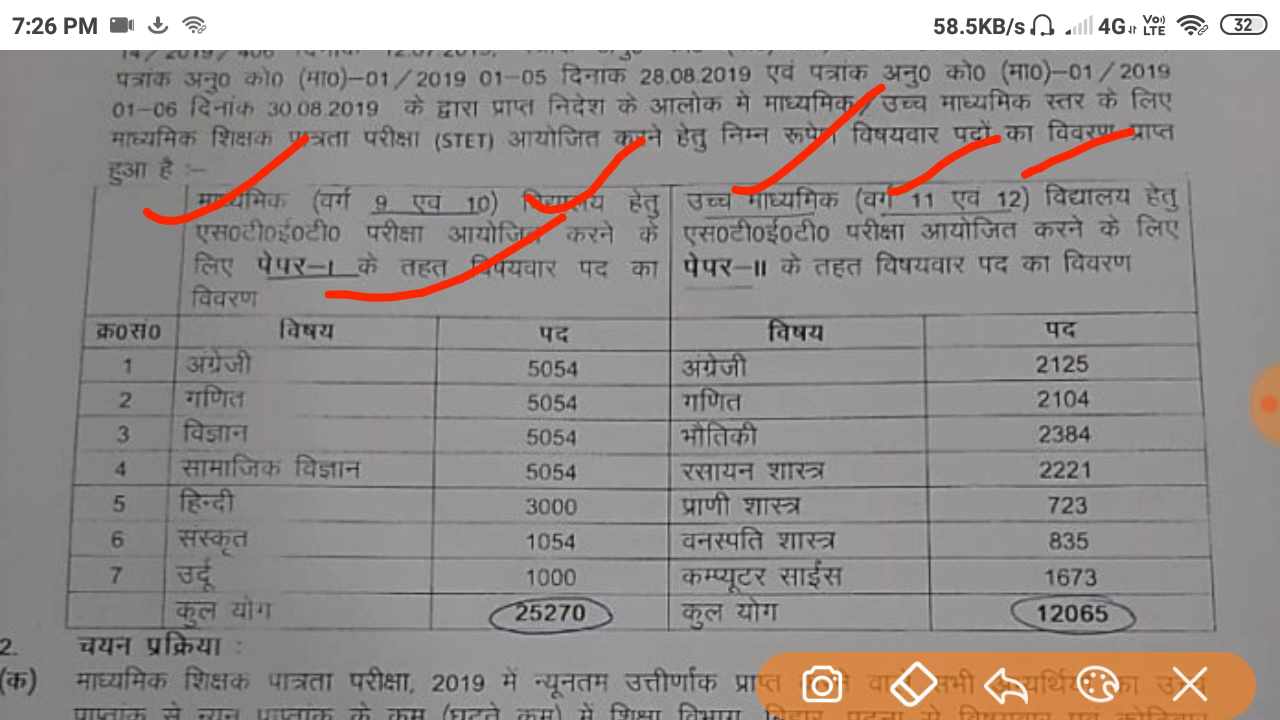 7:26 PM 58.5KB/s 4G Vo) LTE 32
पत्रांक अनु0 को0 (मा0)–01/2019 01–05 दिनांक 28.08.2019 एवं पत्रांक अनु0 को0 (मा0)–01/2019
01–06 दिनांक 30.08.2019 के द्वारा प्राप्त निदेश के आलोक मे माध्यमिक/उच्च माध्यमिक स्तर के लिए
माध्यमिक शिक्षक पात्रता परीक्षा (STET) आयोजित करने हेतु निम्न रूपेण विषयवार पदों का विवरण प्राप्त
हुआ है :–
माध्यमिक (वर्ग 9 एवं 10) विद्यालय हेतु उच्च माध्यमिक (वर्ग 11 एवं 12) विद्यालय हेतु
एस0टी0ई0टी0 परीक्षा आयोजित करने के एस0टी0ई0टी0 परीक्षा आयोजित करने के लिए
लिए पेपर–I के तहत विषयवार पद का पेपर–II के तहत विषयवार पद का विवरण
विवरण
क्र0सं0 विषय पद विषय पद
1 अंग्रेजी 5054 अंग्रेजी 2125
2 गणित 5054 गणित 2104
3 विज्ञान 5054 भौतिकी 2384
4 सामाजिक विज्ञान 5054 रसायन शास्त्र 2221
5 हिन्दी 3000 प्राणी शास्त्र 723
6 संस्कृत 1054 वनस्पति शास्त्र 835
7 उर्दू 1000 कम्प्यूटर साईंस 1673
कुल योग 25270 कुल योग 12065
2. चयन प्रक्रिया :
(क) माध्यमिक शिक्षक पात्रता परीक्षा, 2019 में न्यूनतम उत्तीर्णांक